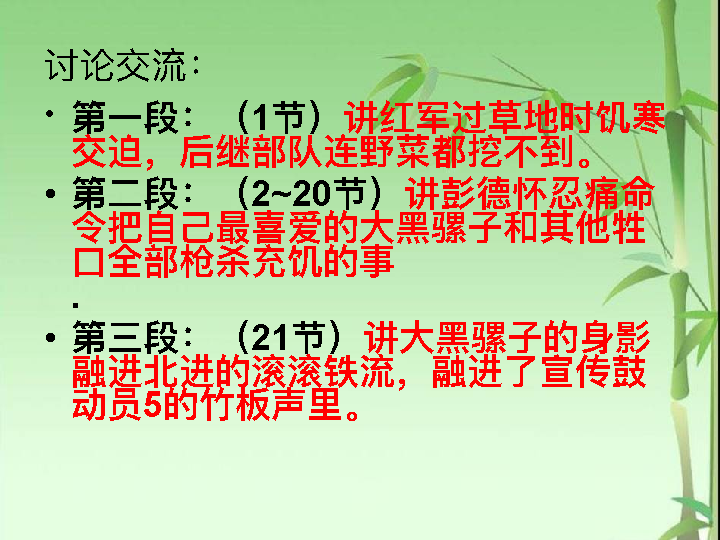 讨论交流：
• 第一段：（1节）讲红军过草地时饥寒
交迫，后继部队连野菜都挖不到。
• 第二段：（2~20节）讲彭德怀忍痛命
令把自己最喜爱的大黑骡子和其他牲
口全部枪杀充饥的事
.
• 第三段：（21节）讲大黑骡子的身影
融进北进的滚滚铁流，融进了宣传鼓
动员5的竹板声里。